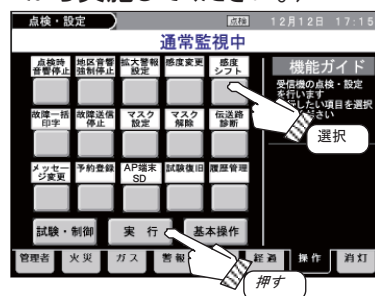 点検・設定
点検
12月12日 17:15
通常監視中
点検時
音響停止
地区音響
強制停止
拡大警報
設定
感度変更
感度
シフト
故障一括
印字
故障送信
停止
マスク
設定
マスク
解除
伝送路
診断
メッセー
ジ変更
予約登録
AP端末
SD
試験復旧
履歴管理
試験・制御
実 行
基本操作
機能ガイド
受信機の点検・設定
を行います
したい項目を選択
ださい
選択
押す
管理者
火災
ガス
警報
経過
操作
消灯